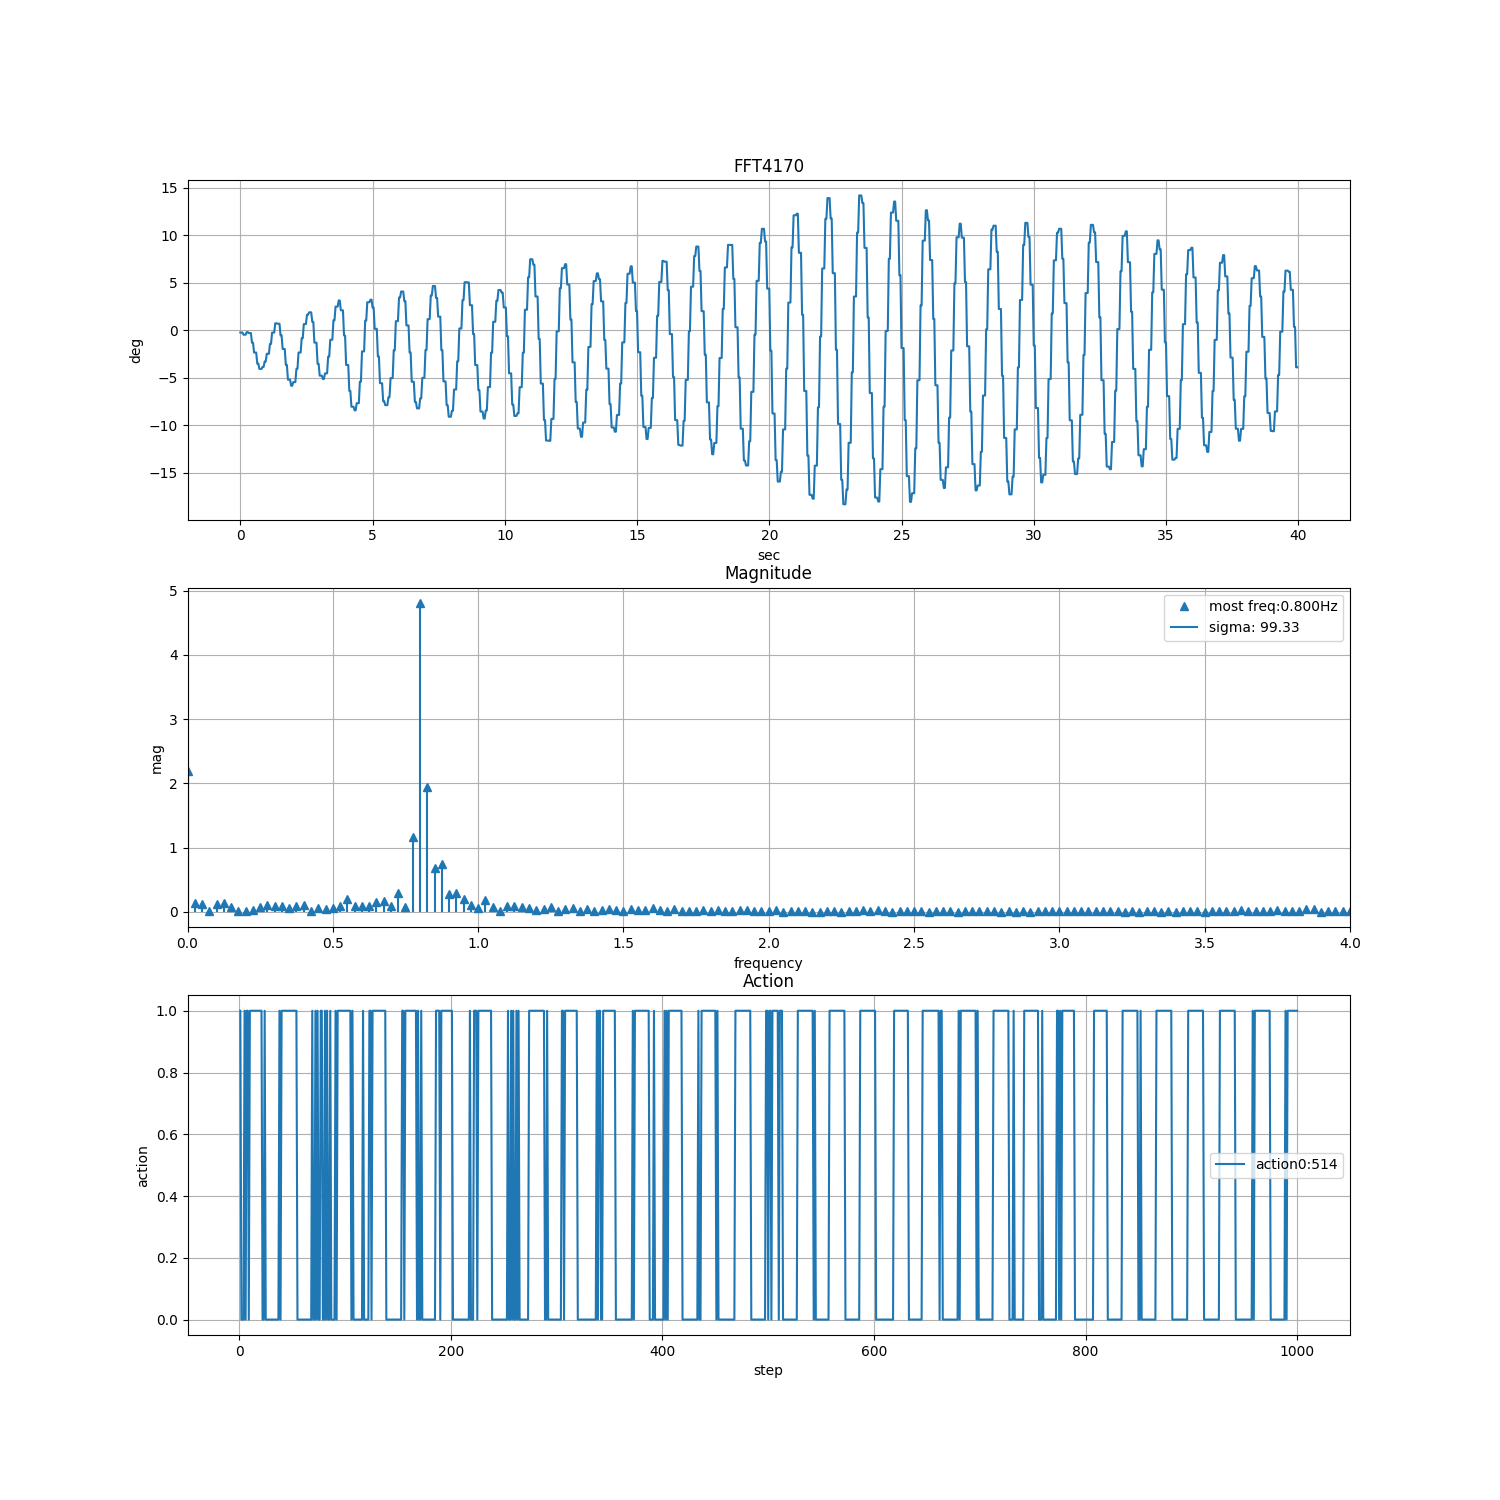 FFT4170
15
10
5
0
−5
−10
−15
deg
0 5 10 15 20 25 30 35 40
sec
Magnitude
5
4
3
2
1
0
mag
most freq:0.800Hz
sigma: 99.33
0.0 0.5 1.0 1.5 2.0 2.5 3.0 3.5 4.0
frequency
Action
1.0
0.8
0.6
0.4
0.2
0.0
action
action0:514
0 200 400 600 800 1000
step